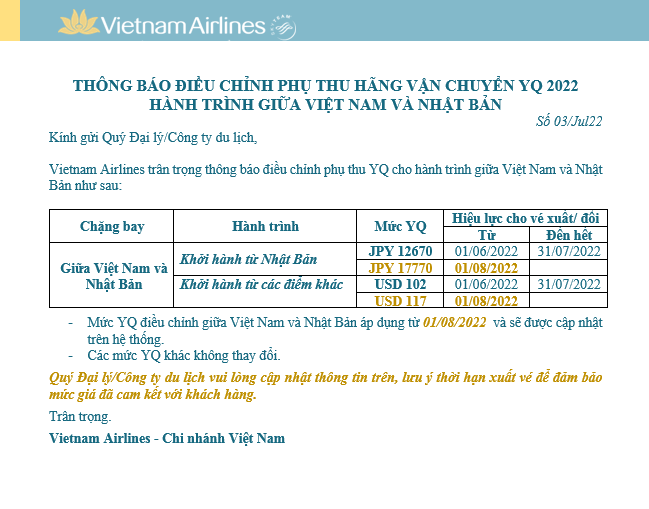 Vietnam Airlines
THÔNG BÁO ĐIỀU CHỈNH PHỤ THU HÃNG VẬN CHUYỂN YQ 2022
HÀNH TRÌNH GIỮA VIỆT NAM VÀ NHẬT BẢN
Số 03/Jul22
Kính gửi Quý Đại lý/Công ty du lịch,
Vietnam Airlines trân trọng thông báo điều chỉnh phụ thu YQ cho hành trình giữa Việt Nam và Nhật
Bản như sau:
Chặng bay Hành trình Mức YQ Hiệu lực cho vé xuất/ đổi
Từ Đến hết
Giữa Việt Nam và
Nhật Bản
Khởi hành từ Nhật Bản JPY 12670 01/06/2022 31/07/2022
JPY 17770 01/08/2022
Khởi hành từ các điểm khác USD 102 01/06/2022 31/07/2022
USD 117 01/08/2022
- Mức YQ điều chỉnh giữa Việt Nam và Nhật Bản áp dụng từ 01/08/2022 và sẽ được cập nhật
trên hệ thống.
- Các mức YQ khác không thay đổi.
Quý Đại lý/Công ty du lịch vui lòng cập nhật thông tin trên, lưu ý thời hạn xuất vé để đảm bảo
mức giá đã cam kết với khách hàng.
Trân trọng.
Vietnam Airlines - Chi nhánh Việt Nam